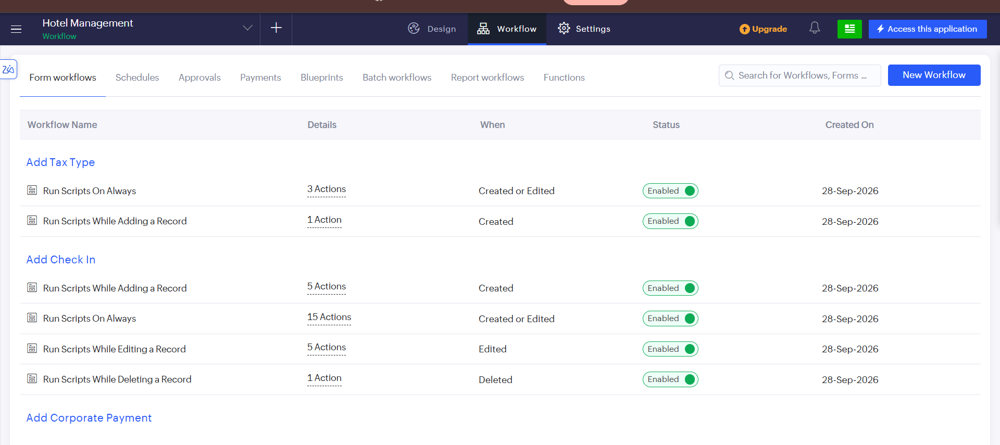 Hotel Management
Workflow
Design
Workflow
Settings
Upgrade
Access this application
Form workflows
Schedules
Approvals
Payments
Blueprints
Batch workflows
Report workflows
Functions
Search for Workflows, Forms ...
New Workflow
Workflow Name Details When Status Created On
Add Tax Type
Run Scripts On Always 3 Actions Created or Edited Enabled 28-Sep-2026
Run Scripts While Adding a Record 1 Action Created Enabled 28-Sep-2026
Add Check In
Run Scripts While Adding a Record 5 Actions Created Enabled 28-Sep-2026
Run Scripts On Always 15 Actions Created or Edited Enabled 28-Sep-2026
Run Scripts While Editing a Record 5 Actions Edited Enabled 28-Sep-2026
Run Scripts While Deleting a Record 1 Action Deleted Enabled 28-Sep-2026
Add Corporate Payment